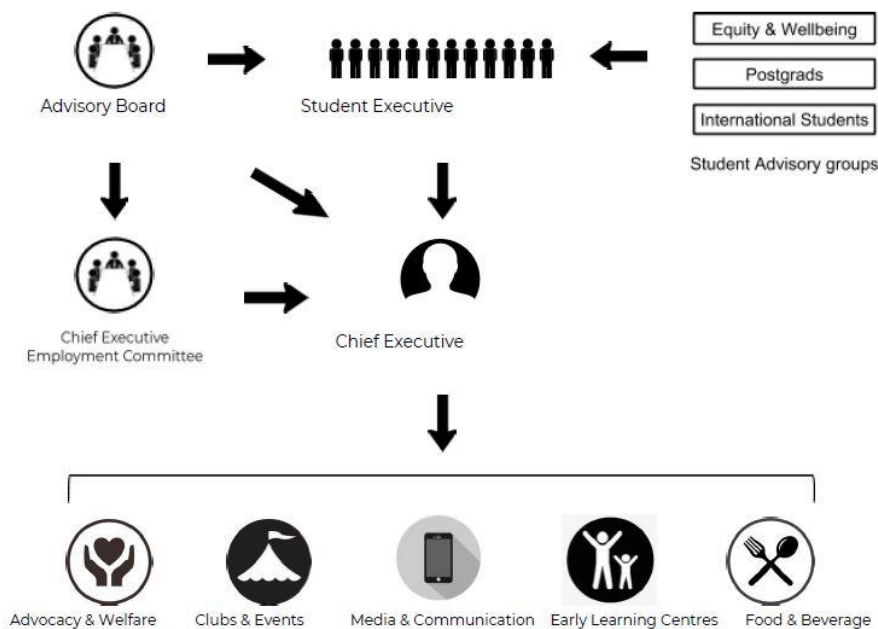 Equity & Wellbeing
Postgrads
International Students
Student Advisory groups
Advisory Board
Student Executive
Chief Executive
Employment Committee
Chief Executive
Advocacy & Welfare
Clubs & Events
Media & Communication
Early Learning Centres
Food & Beverage